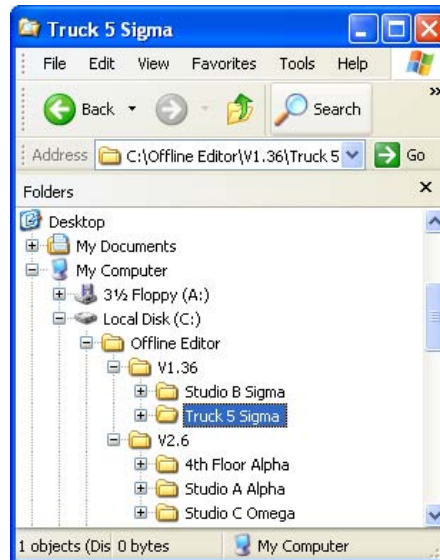 Truck 5 Sigma
File Edit View Favorites Tools Help
Back Search
Address C:\Offline Editor\V1.36\Truck 5 Go
Folders
Desktop
My Documents
My Computer
3½ Floppy (A:)
Local Disk (C:)
Offline Editor
V1.36
Studio B Sigma
Truck 5 Sigma
V2.6
4th Floor Alpha
Studio A Alpha
Studio C Omega
1 objects (Dis 0 bytes My Computer